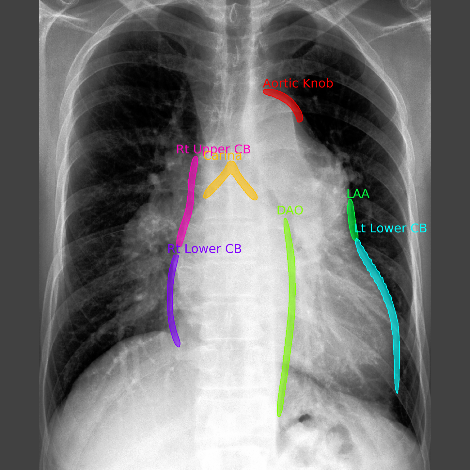 Aortic Knob
Rt Upper CB
Carina
LAA
DAO
Lt Lower CB
Rt Lower CB